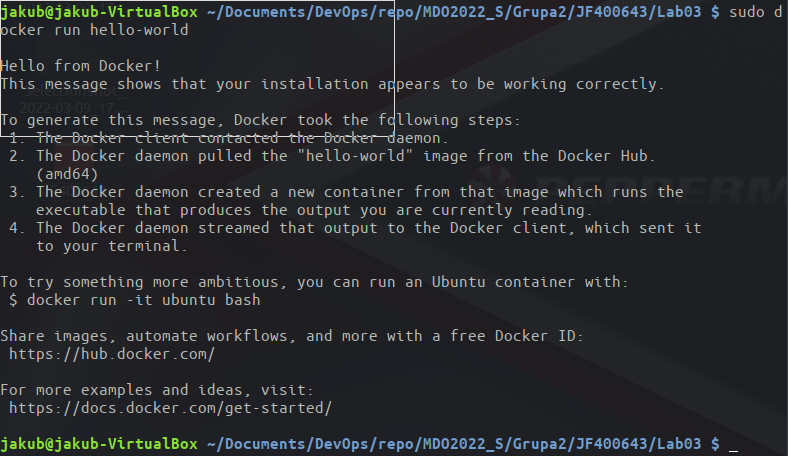 jakub@jakub-VirtualBox ~/Documents/DevOps/repo/MDO2022_S/Grupa2/JF400643/Lab03 $ sudo d
ocker run hello-world
Hello from Docker!
This message shows that your installation appears to be working correctly.
To generate this message, Docker took the following steps:
1. The Docker client contacted the Docker daemon.
2. The Docker daemon pulled the "hello-world" image from the Docker Hub.
(amd64)
3. The Docker daemon created a new container from that image which runs the
executable that produces the output you are currently reading.
4. The Docker daemon streamed that output to the Docker client, which sent it
to your terminal.
To try something more ambitious, you can run an Ubuntu container with:
$ docker run -it ubuntu bash
Share images, automate workflows, and more with a free Docker ID:
https://hub.docker.com/
For more examples and ideas, visit:
https://docs.docker.com/get-started/
jakub@jakub-VirtualBox ~/Documents/DevOps/repo/MDO2022_S/Grupa2/JF400643/Lab03 $ _